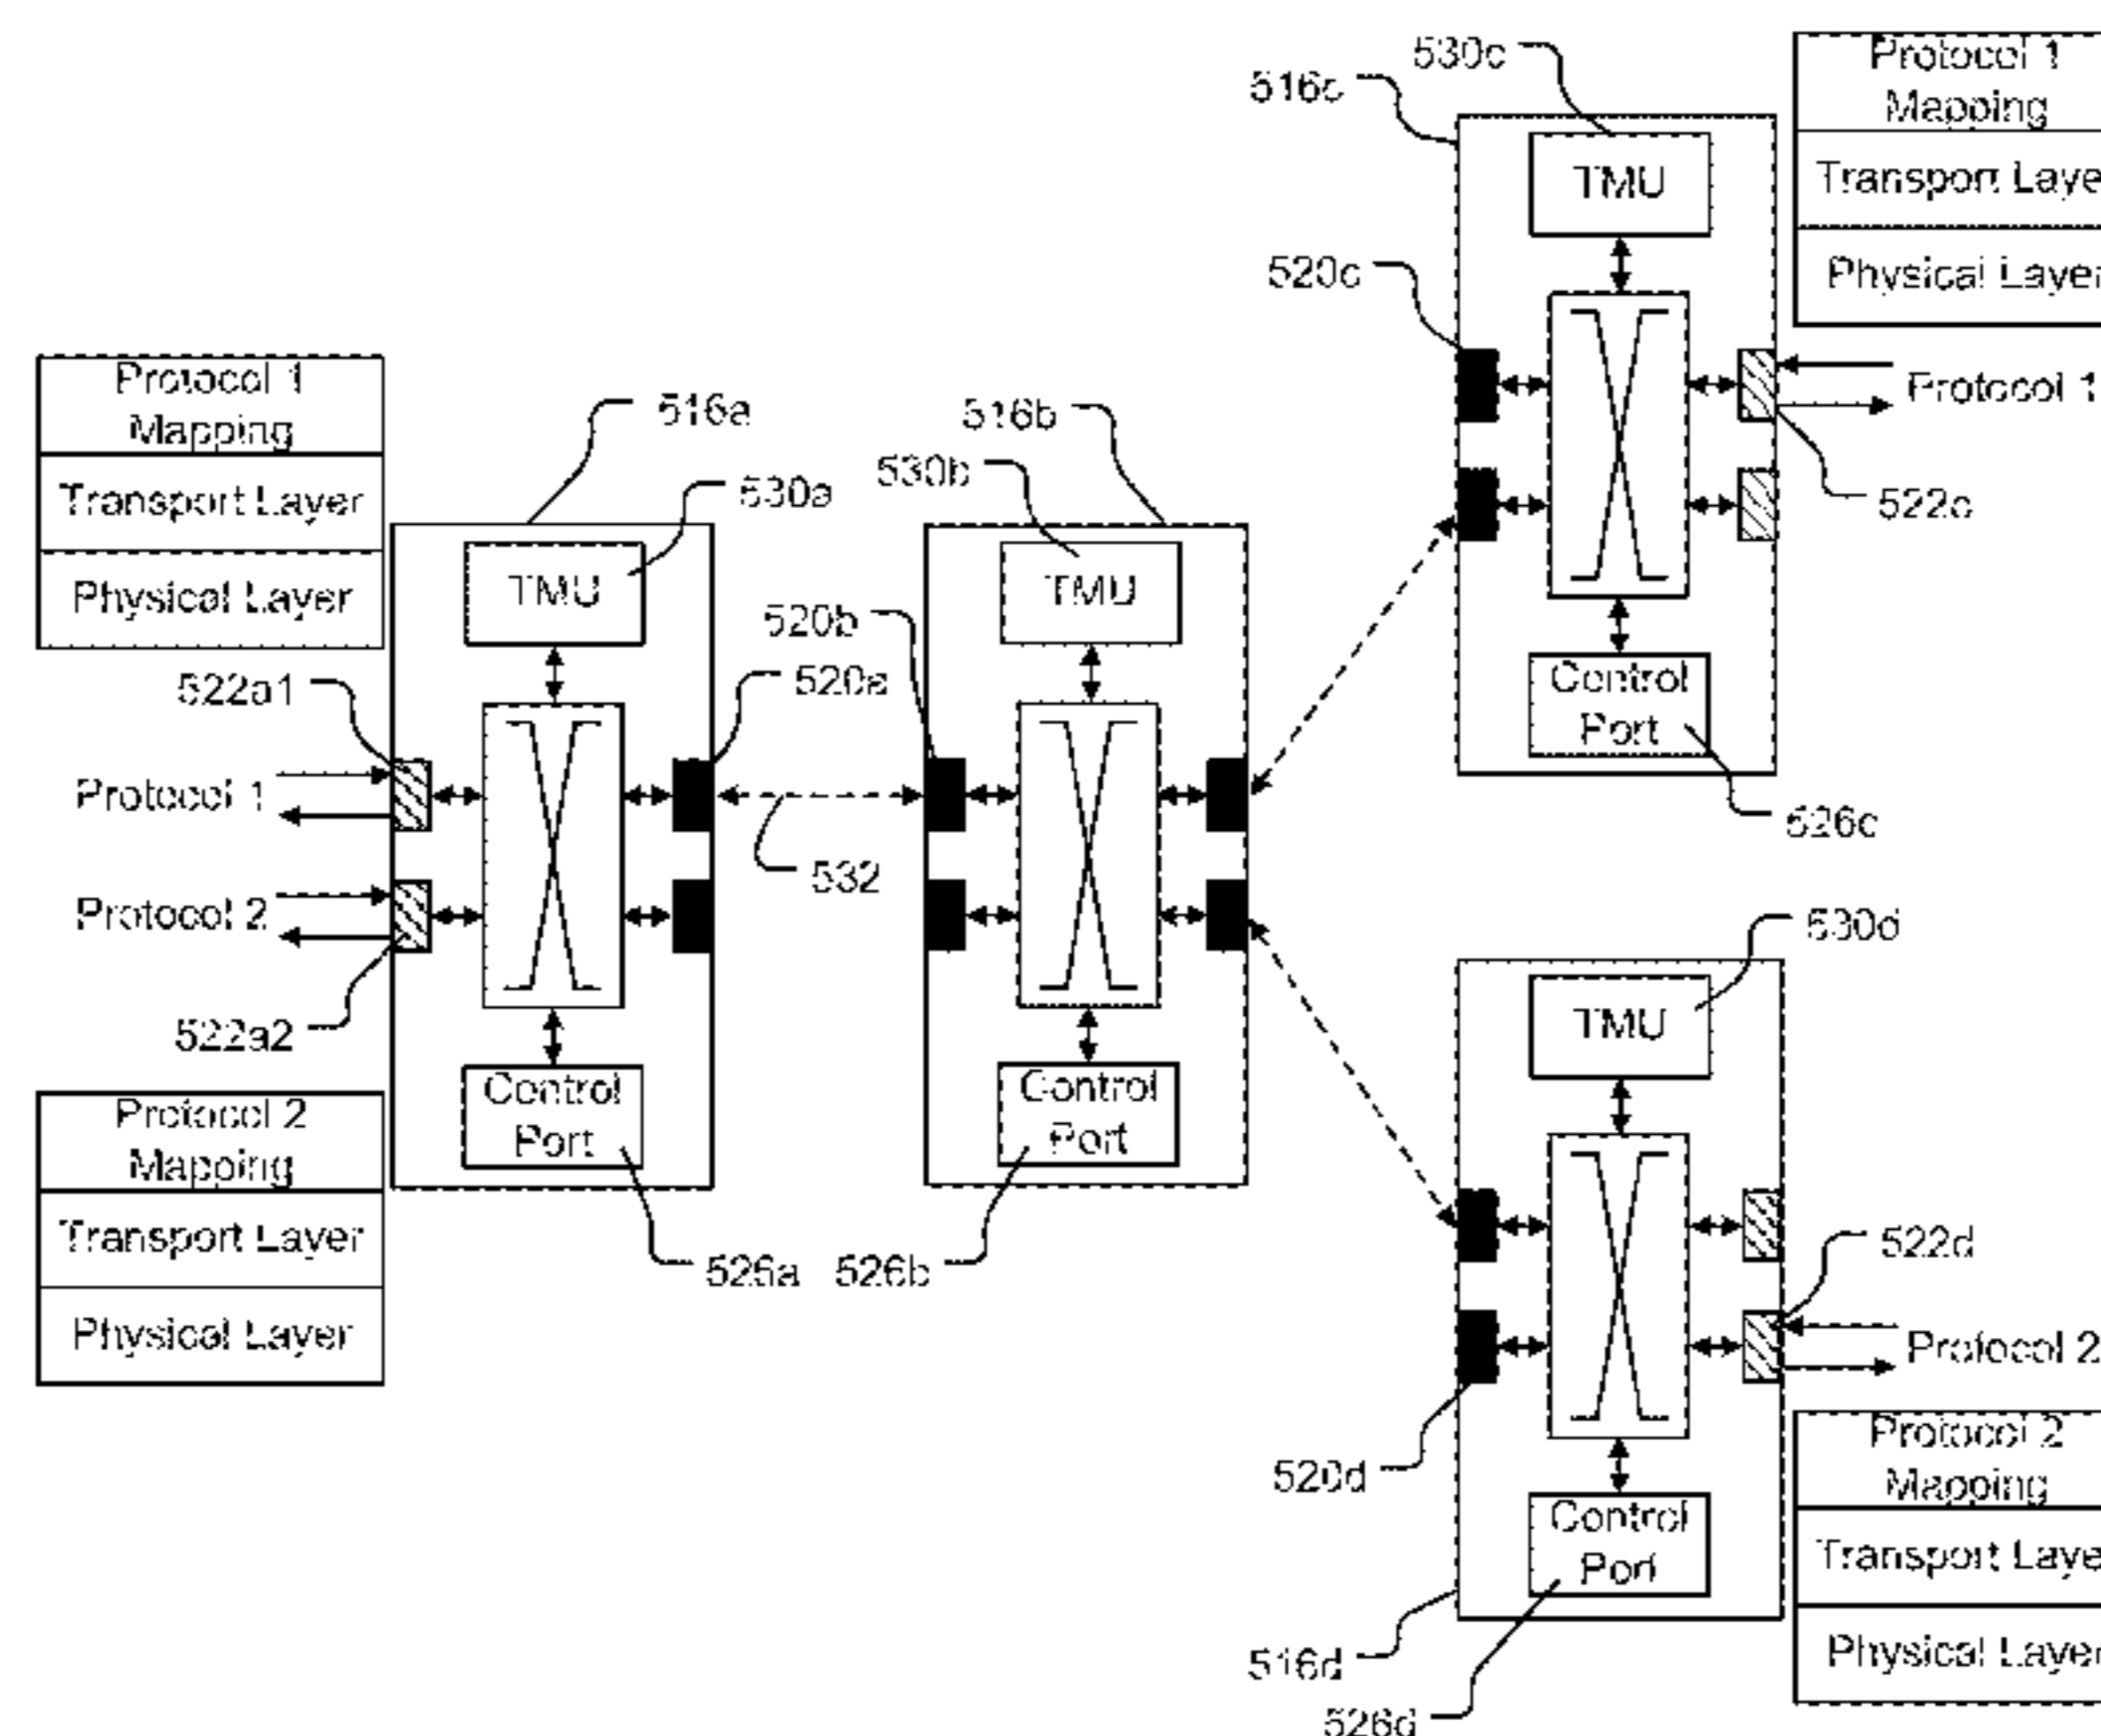 530c
516c
Protocol 1
Mapping
TMU
Transport Laye
520c
Physical Layer
Protocol 1
Mapping
516a
516b
Protocol 1
530b
530a
Transport Layer
522c
TMU
TMU
Physical Layer
520b
Control
Port
522a1
520a
Protocol 1
526c
532
Protocol 2
530d
TMU
522a2
Control
Port
Control
Port
Protocol 2
Mapping
Transport Layer
522d
526a
526b
Physical Layer
Protocol 2
Protocol 2
Mapping
520d
Control
Port
Transport Laye
516d
Physical Layer
526d